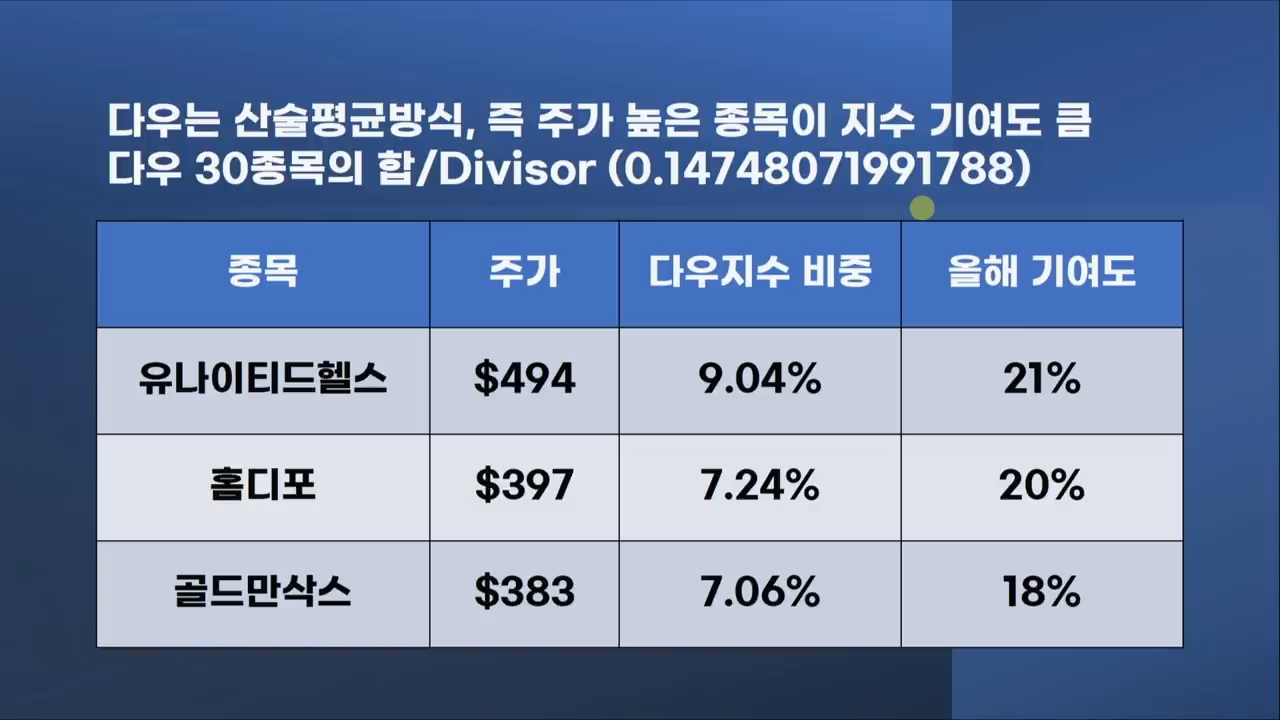 다우는 산술평균방식, 즉 주가 높은 종목이 지수 기여도 큼
다우 30종목의 합/Divisor (0.14748071991788)
종목 주가 다우지수 비중 올해 기여도
유나이티드헬스 $494 9.04% 21%
홈디포 $397 7.24% 20%
골드만삭스 $383 7.06% 18%